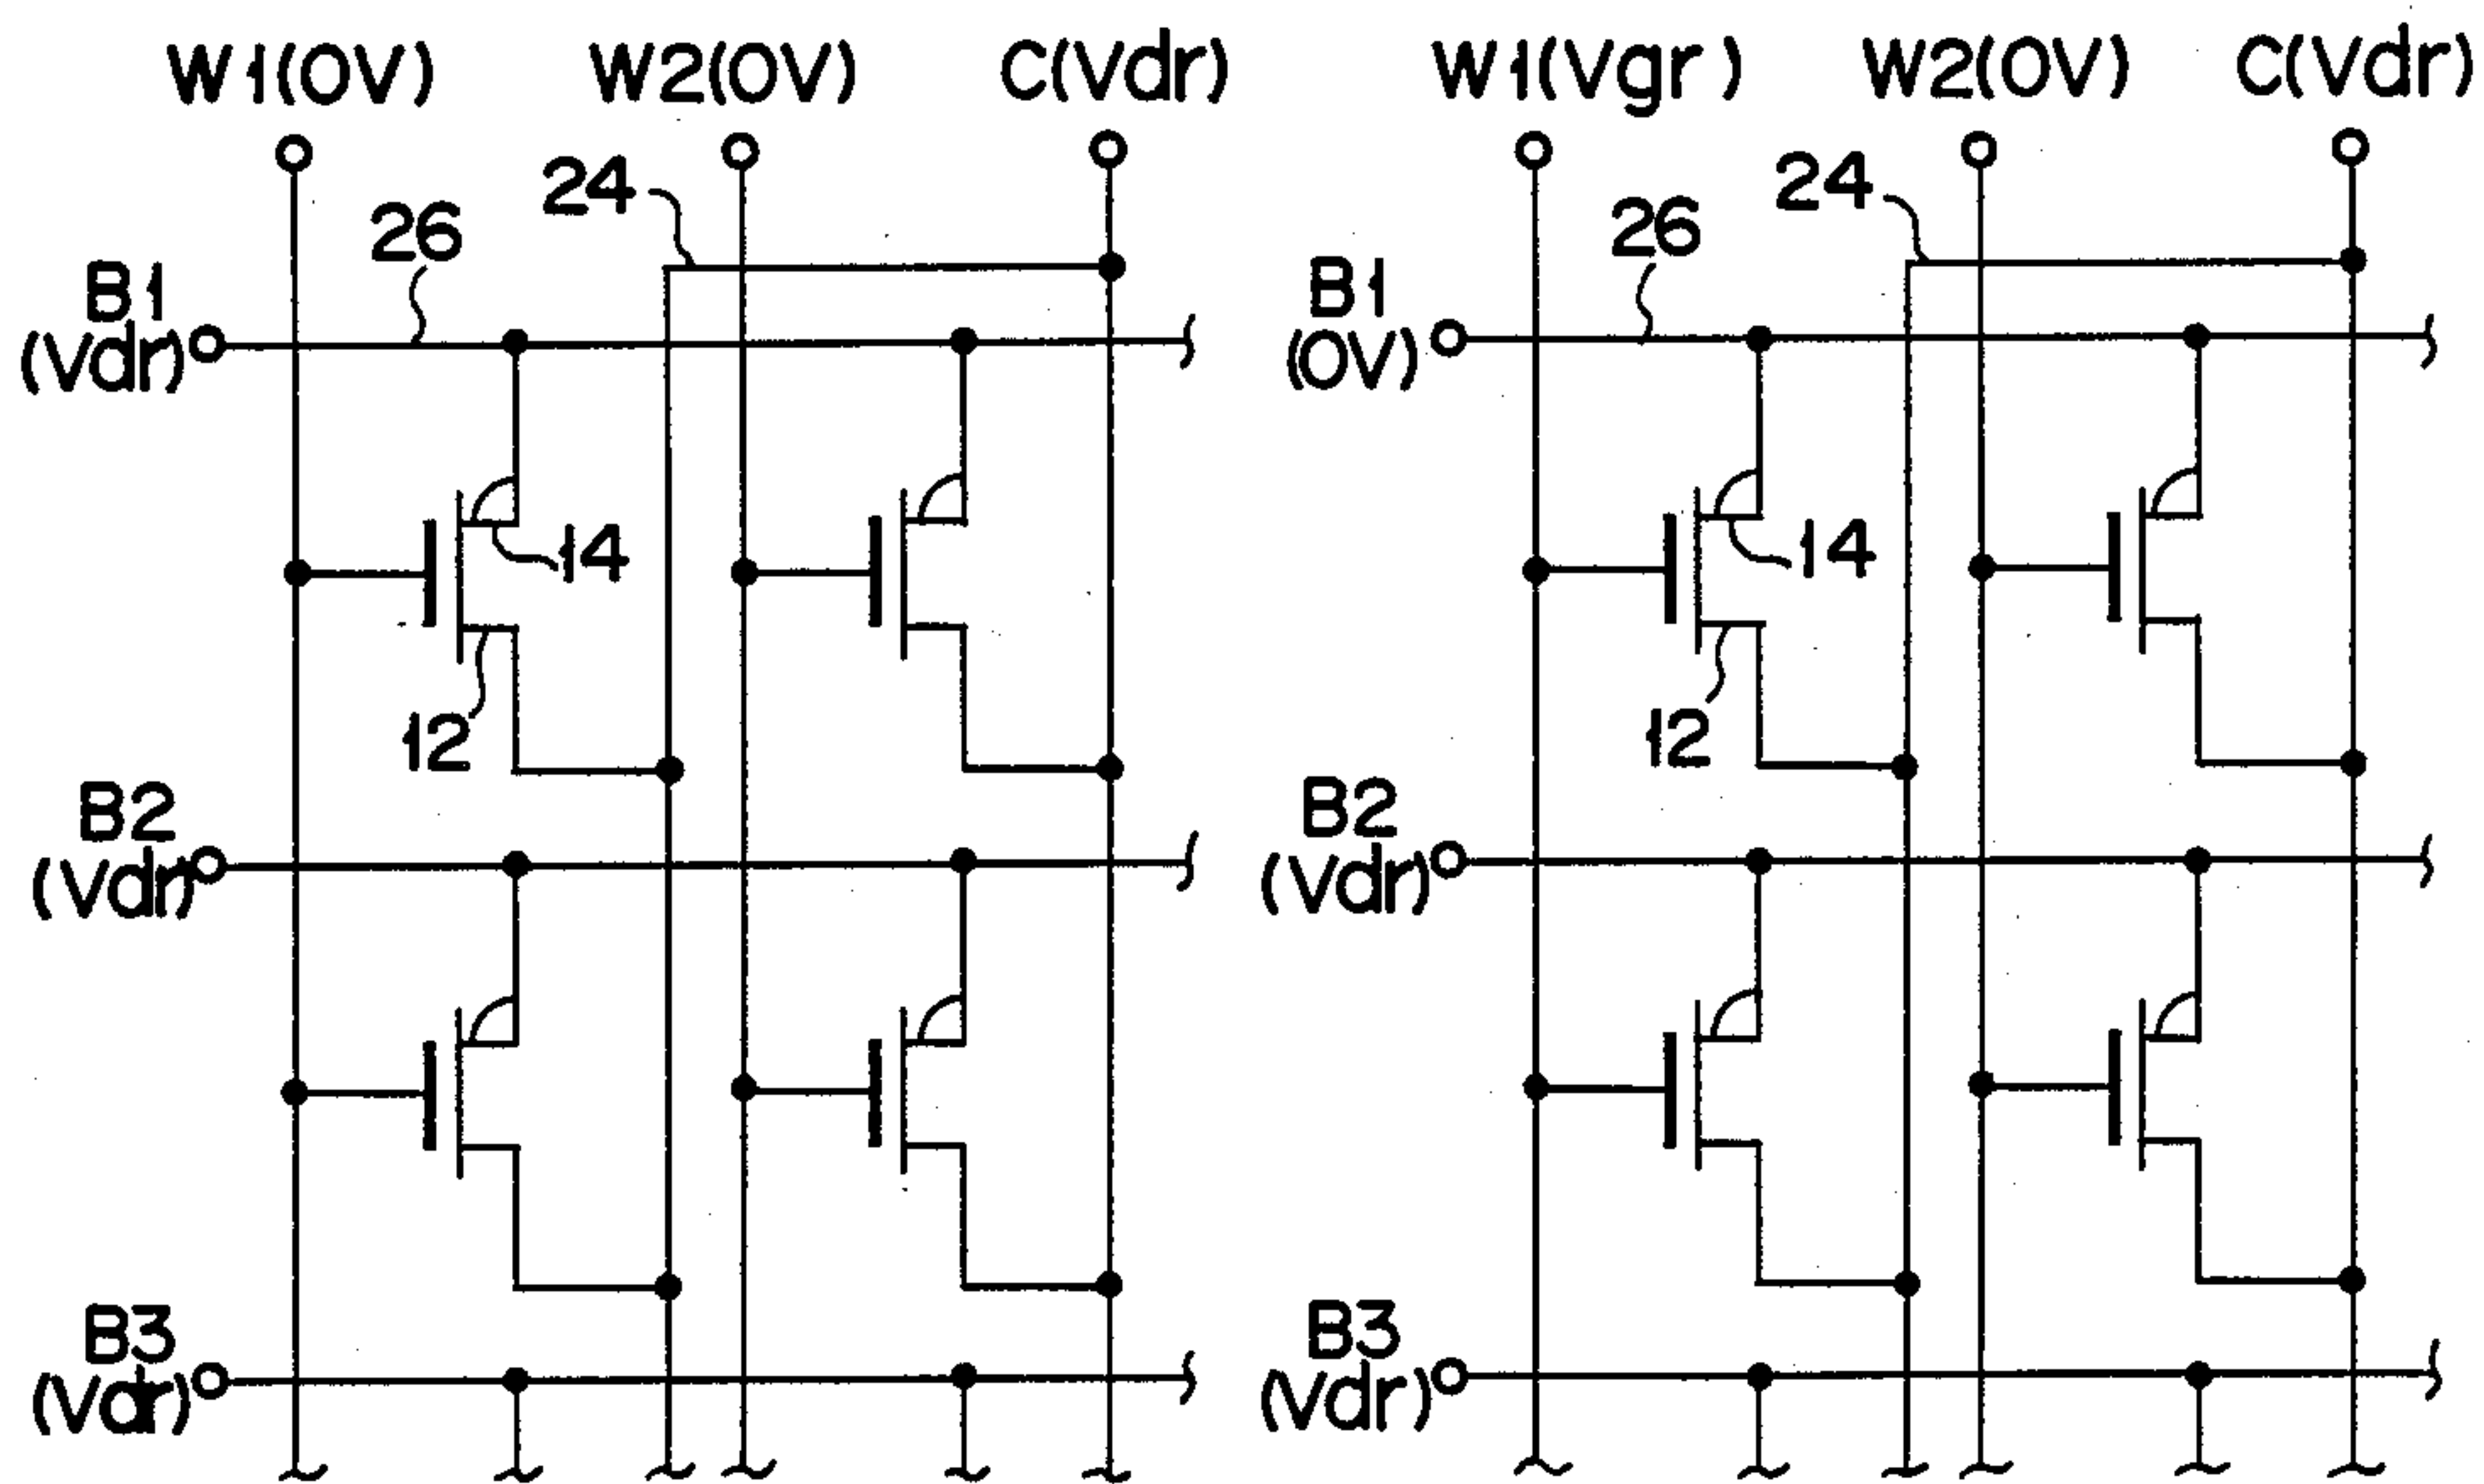 W1(0V) W2(0V) C(Vdr)
24
26
B1
(Vdr)
14
12
B2
(Vdr)
B3
(Vdr)
W1(Vgr) W2(0V) C(Vdr)
24
26
B1
(0V)
14
12
B2
(Vdr)
B3
(Vdr)